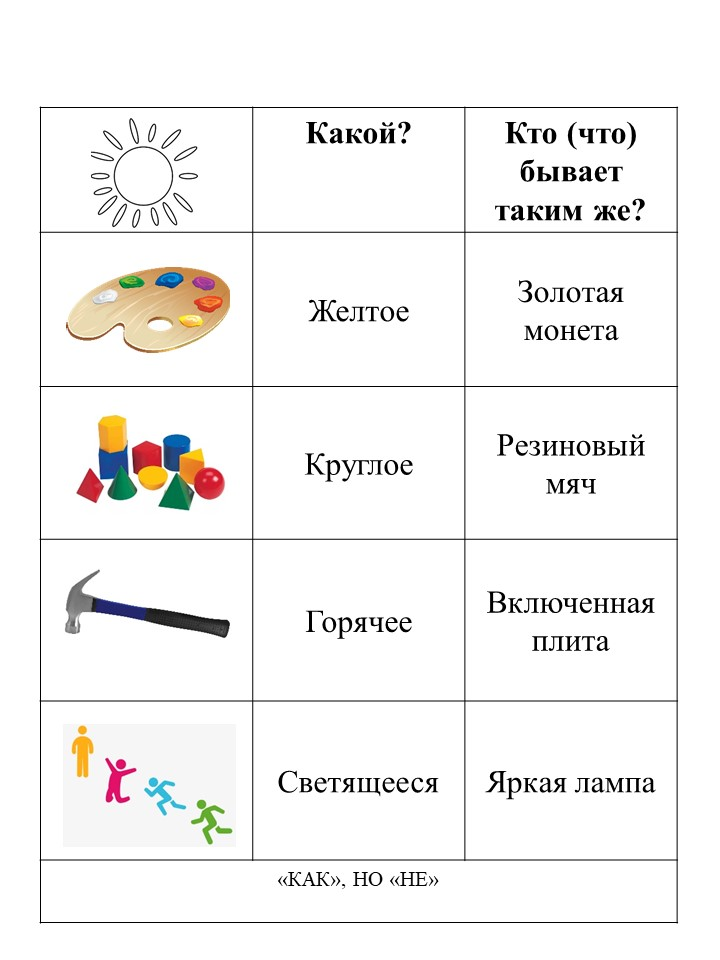 Какой?
Кто (что)
бывает
таким же?
Желтое
Золотая
монета
Круглое
Резиновый
мяч
Горячее
Включенная
плита
Светящееся
Яркая лампа
«КАК», НО «НЕ»